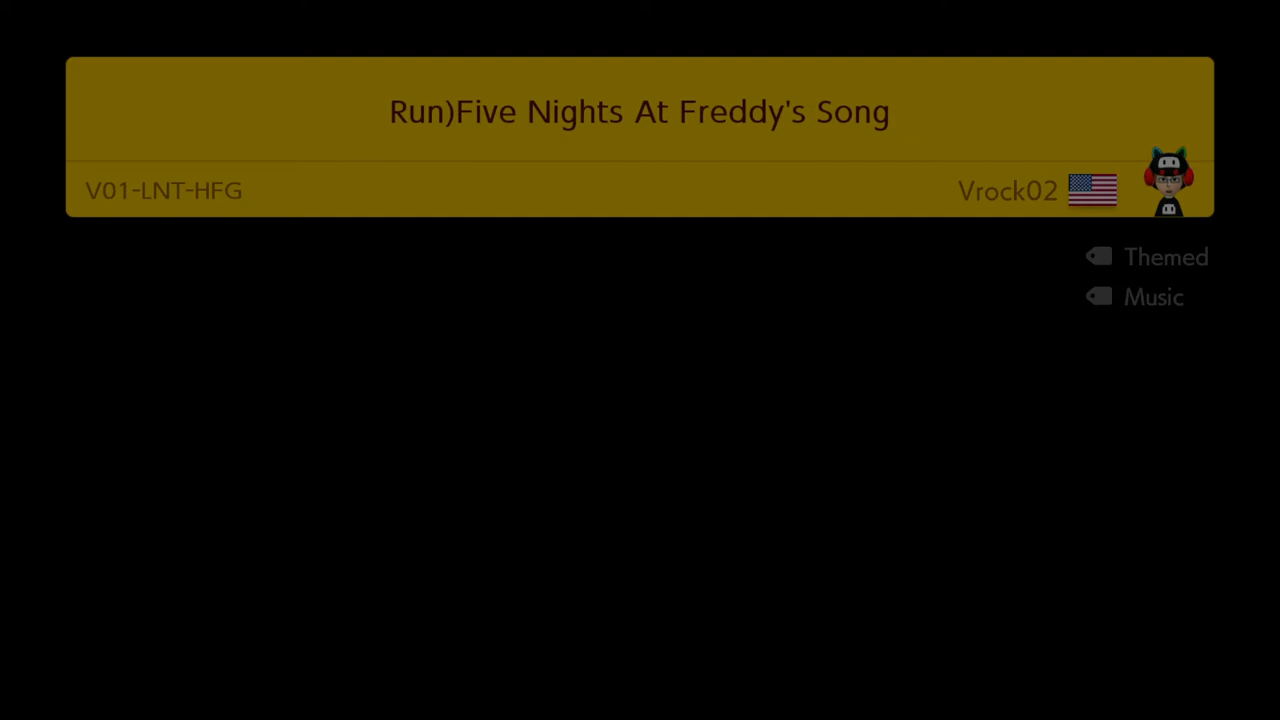 Run)Five Nights At Freddy's Song
V01-LNT-HFG
Vrock02
Themed
Music